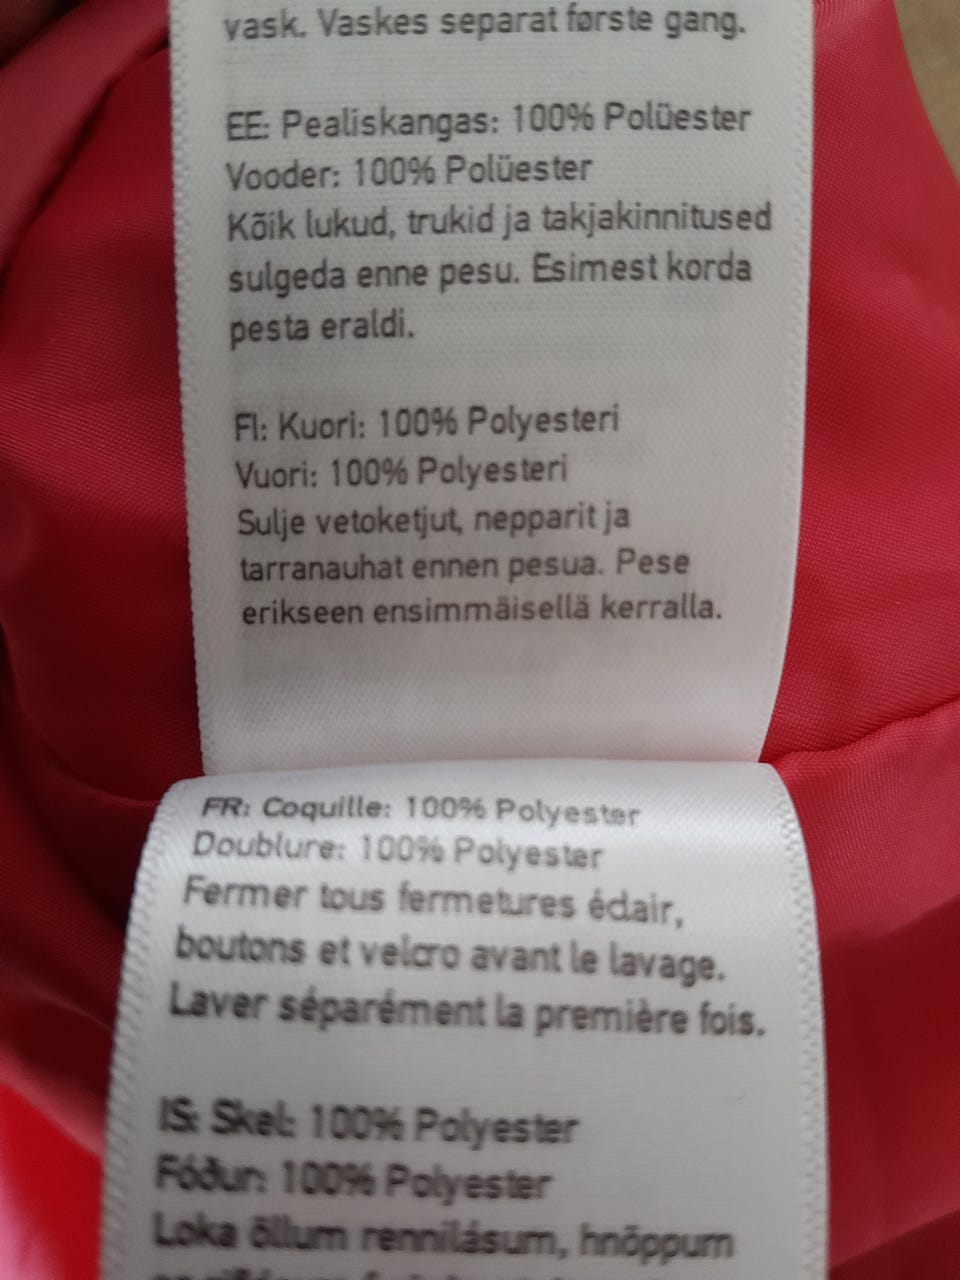 vask. Vaskes separat første gang.
EE: Pealiskangas: 100% Polüester
Vooder: 100% Polüester
Kõik lukud, trukid ja takjakinnitused
sulgeda enne pesu. Esimest korda
pesta eraldi.
FI: Kuori: 100% Polyesteri
Vuori: 100% Polyesteri
Sulje vetoketjut, nepparit ja
tarranauhat ennen pesua. Pese
erikseen ensimmäisellä kerralla.
FR: Coquille: 100% Polyester
Doublure: 100% Polyester
Fermer tous fermetures éclair,
boutons et velcro avant le lavage.
Laver séparément la première fois.
IS: Skel: 100% Polyester
Fóður: 100% Polyester
Loka öllum rennilásum, hnöppum